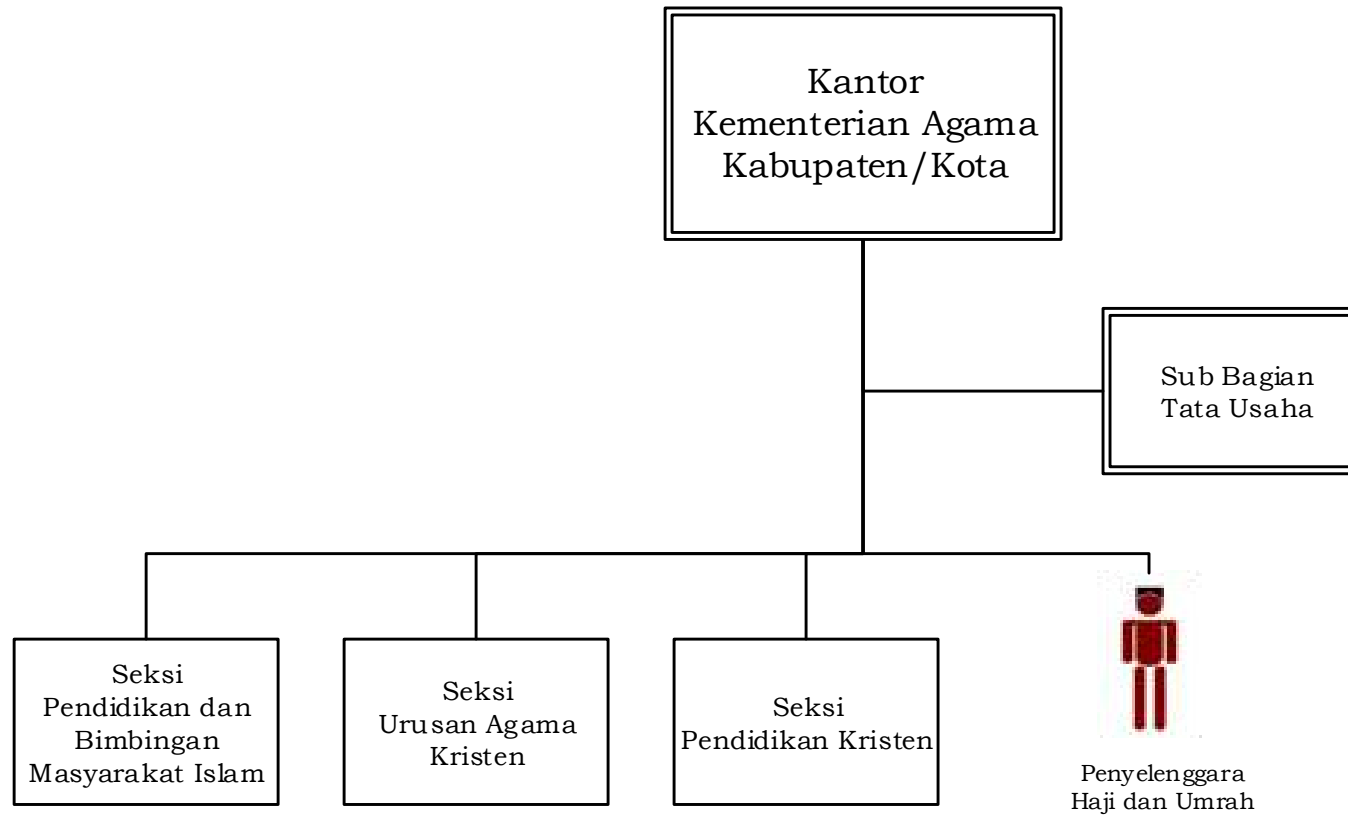 Kantor
Kementerian Agama
Kabupaten/Kota
Sub Bagian
Tata Usaha
Seksi
Pendidikan dan
Bimbingan
Masyarakat Islam
Seksi
Urusan Agama
Kristen
Seksi
Pendidikan Kristen
Penyelenggara
Haji dan Umrah